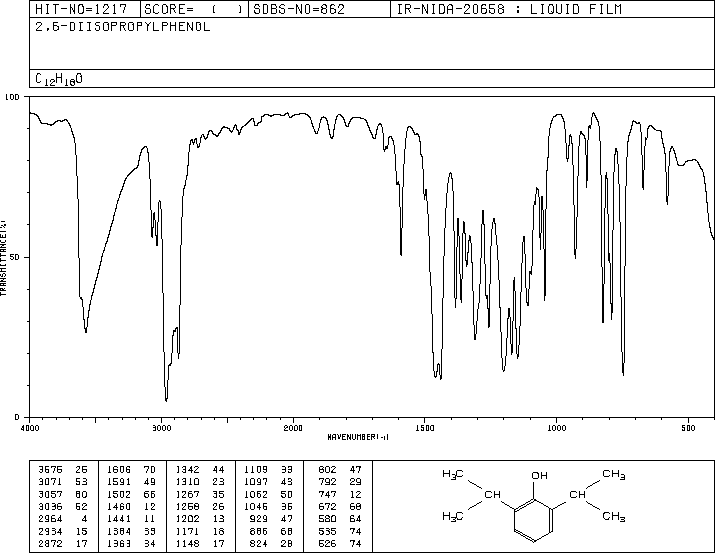 HIT-NO=1217 SCORE= ( ) SDBS-NO=862 IR-NIDA-20658 : LIQUID FILM
2,6-DIISOPROPYLPHENOL
C12H18O
100
50
0
TRANSMITTANCE(%)
4000 3000 2000 1500 1000 500
WAVENUMBER(-1)
3575 26 1606 70 1342 44 1109 33 802 47
3071 53 1591 49 1310 23 1097 43 792 29
3057 60 1502 66 1267 35 1062 50 747 12
3036 52 1460 12 1258 26 1046 36 672 68
2964 4 1441 11 1202 13 929 47 580 64
2934 15 1384 39 1171 18 886 68 535 74
2872 17 1363 34 1148 17 824 28 526 74
H3C OH CH3
CH CH
H3C CH3